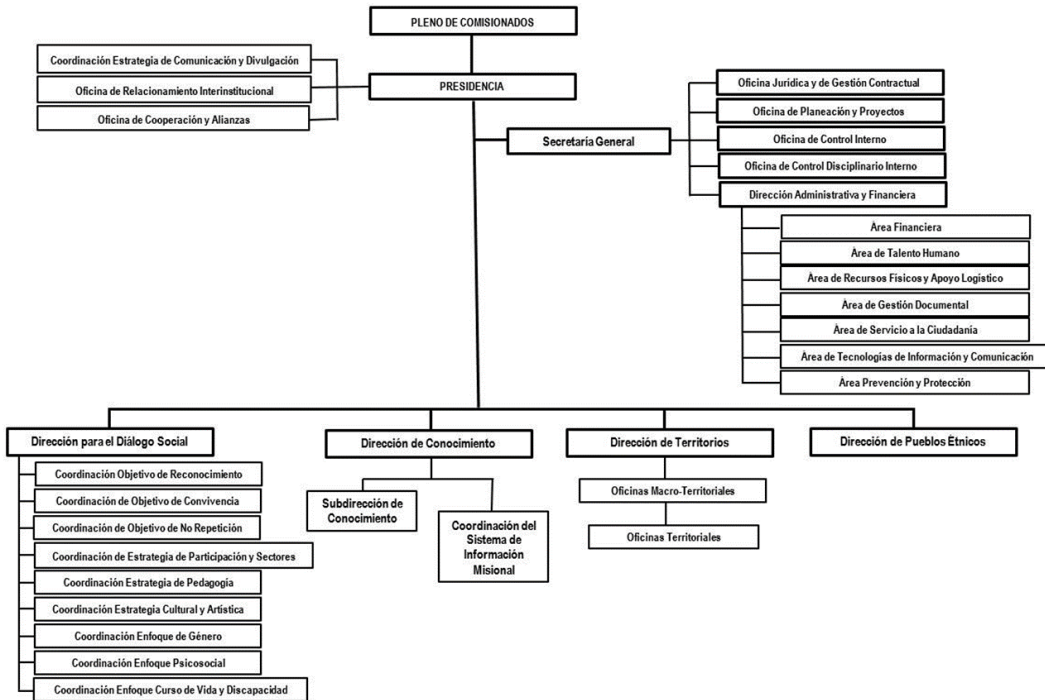 PLENO DE COMISIONADOS
PRESIDENCIA
Coordinación Estrategia de Comunicación y Divulgación
Oficina de Relacionamiento Interinstitucional
Oficina de Cooperación y Alianzas
Secretaría General
Oficina Jurídica y de Gestión Contractual
Oficina de Planeación y Proyectos
Oficina de Control Interno
Oficina de Control Disciplinario Interno
Dirección Administrativa y Financiera
Área Financiera
Área de Talento Humano
Área de Recursos Físicos y Apoyo Logístico
Área de Gestión Documental
Área de Servicio a la Ciudadanía
Área de Tecnologías de Información y Comunicación
Área Prevención y Protección
Dirección para el Diálogo Social
Coordinación Objetivo de Reconocimiento
Coordinación de Objetivo de Convivencia
Coordinación de Objetivo de No Repetición
Coordinación de Estrategia de Participación y Sectores
Coordinación Estrategia de Pedagogía
Coordinación Estrategia Cultural y Artística
Coordinación Enfoque de Género
Coordinación Enfoque Psicosocial
Coordinación Enfoque Curso de Vida y Discapacidad
Dirección de Conocimiento
Subdirección de
Conocimiento
Coordinación del
Sistema de
Información
Misional
Dirección de Territorios
Oficinas Macro-Territoriales
Oficinas Territoriales
Dirección de Pueblos Étnicos